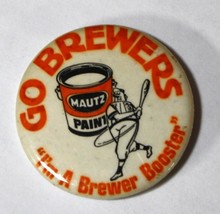 GO BREWERS
MAUTZ
PAINT
"I'm A Brewer Booster"